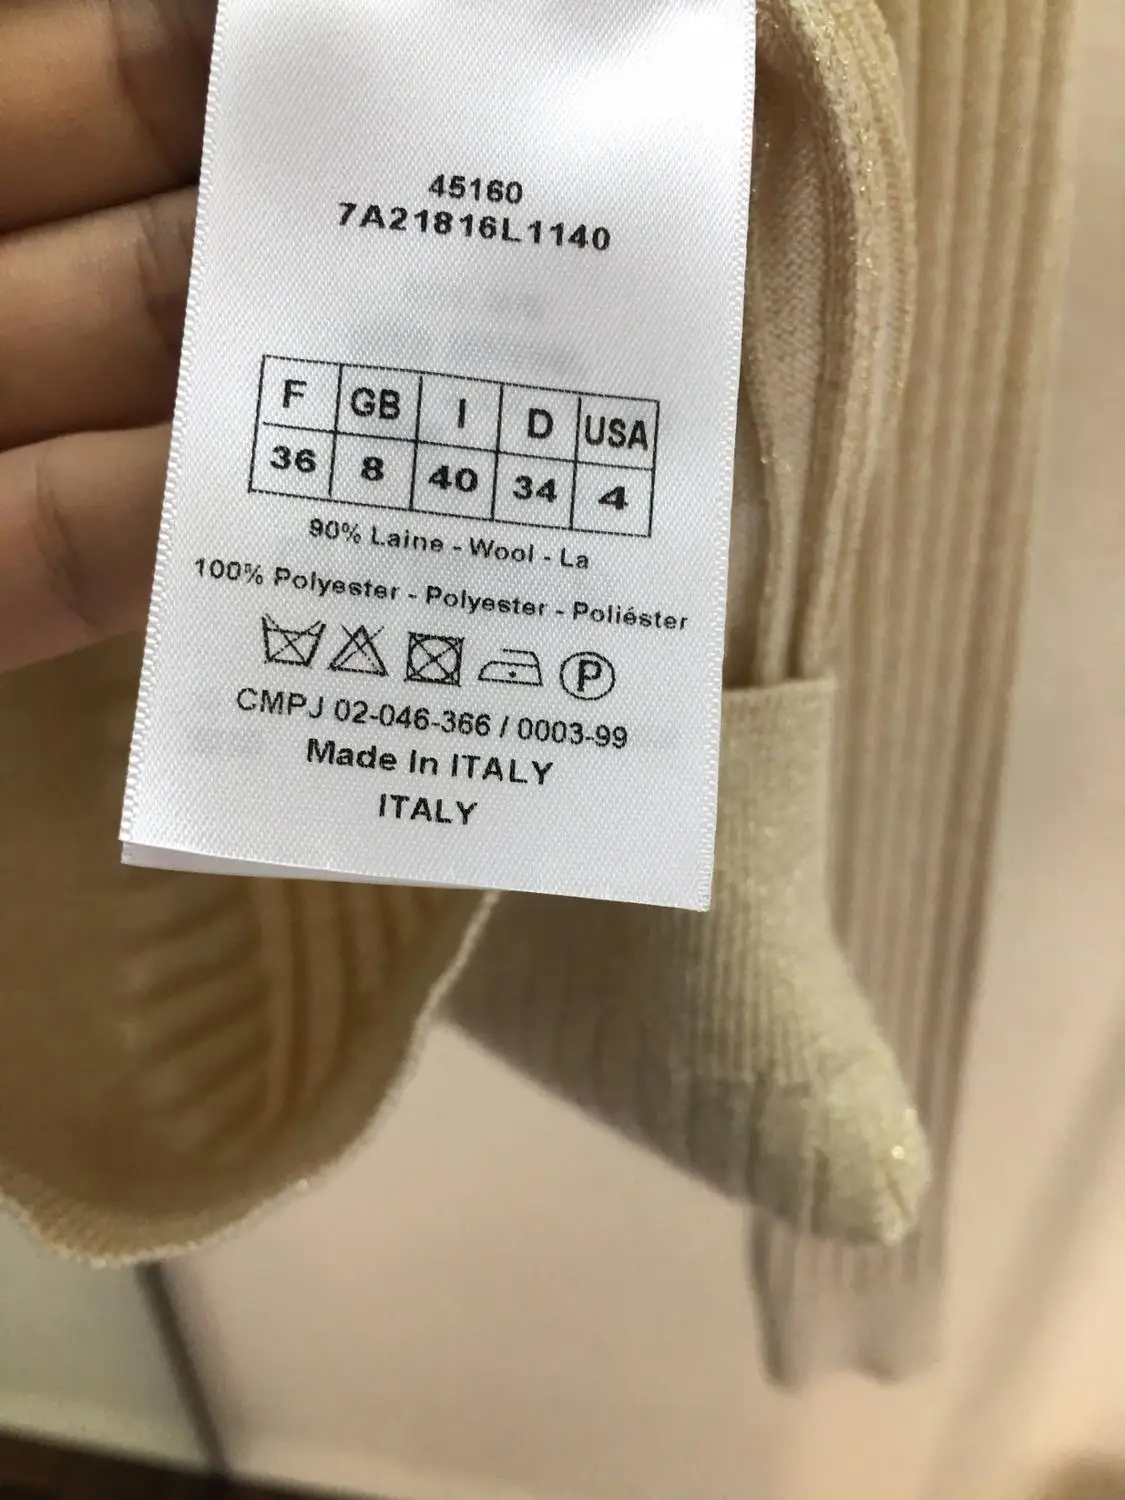 45160
7A21816L1140
F GB I D USA
36 8 40 34 4
90% Laine - Wool - La
100% Polyester - Polyester - Poliéster
P
CMPJ 02-046-366 / 0003-99
Made In ITALY
ITALY